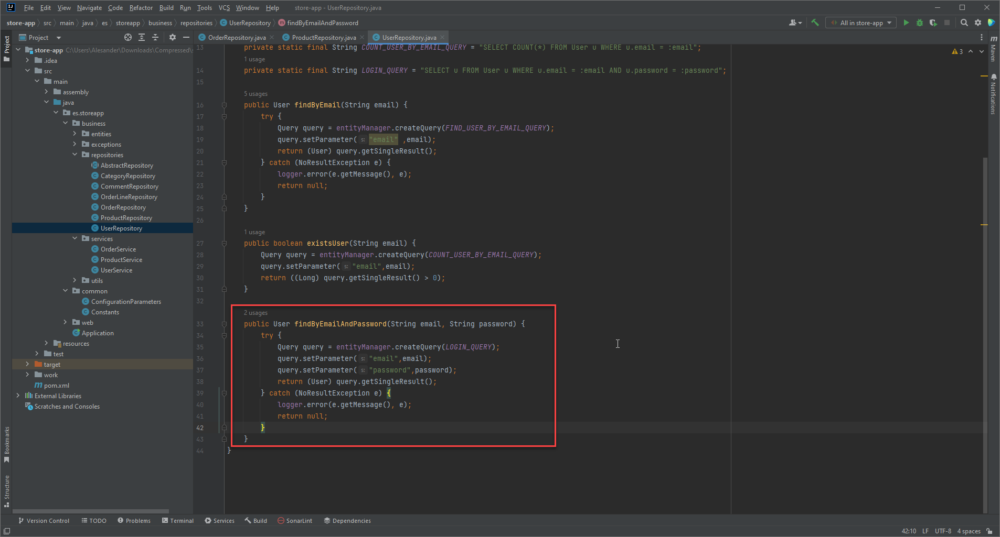 File Edit View Navigate Code Refactor Build Run Tools VCS Window Help store-app - UserRepository.java
store-app src main java es storeapp business repositories UserRepository findByEmailAndPassword
All in store-app
Project
OrderRepository.java ProductRepository.java UserRepository.java
Project
store-app C:\Users\Alesander\Downloads\Compressed\
.idea
src
main
assembly
java
es.storeapp
business
entities
exceptions
repositories
AbstractRepository
CategoryRepository
CommentRepository
OrderLineRepository
OrderRepository
ProductRepository
UserRepository
services
OrderService
ProductService
UserService
utils
common
ConfigurationParameters
Constants
web
Application
resources
test
target
work
pom.xml
External Libraries
Scratches and Consoles
Bookmarks
Structure
13 private static final String COUNT_USER_BY_EMAIL_QUERY = "SELECT COUNT(*) FROM User u WHERE u.email = :email";
1 usage
14 private static final String LOGIN_QUERY = "SELECT u FROM User u WHERE u.email = :email AND u.password = :password";
15
5 usages
16 public User findByEmail(String email) {
17 try {
18 Query query = entityManager.createQuery(FIND_USER_BY_EMAIL_QUERY);
19 query.setParameter( s: "email" ,email);
20 return (User) query.getSingleResult();
21 } catch (NoResultException e) {
22 logger.error(e.getMessage(), e);
23 return null;
24 }
25 }
26
1 usage
27 public boolean existsUser(String email) {
28 Query query = entityManager.createQuery(COUNT_USER_BY_EMAIL_QUERY);
29 query.setParameter( s: "email",email);
30 return ((Long) query.getSingleResult() > 0);
31 }
32
2 usages
33 public User findByEmailAndPassword(String email, String password) {
34 try {
35 Query query = entityManager.createQuery(LOGIN_QUERY);
36 query.setParameter( s: "email",email);
37 query.setParameter( s: "password",password);
38 return (User) query.getSingleResult();
39 } catch (NoResultException e) {
40 logger.error(e.getMessage(), e);
41 return null;
42 }
43 }
44 }
3
Maven
Notifications
Version Control TODO Problems Terminal Services Build SonarLint Dependencies
42:10 LF UTF-8 4 spaces